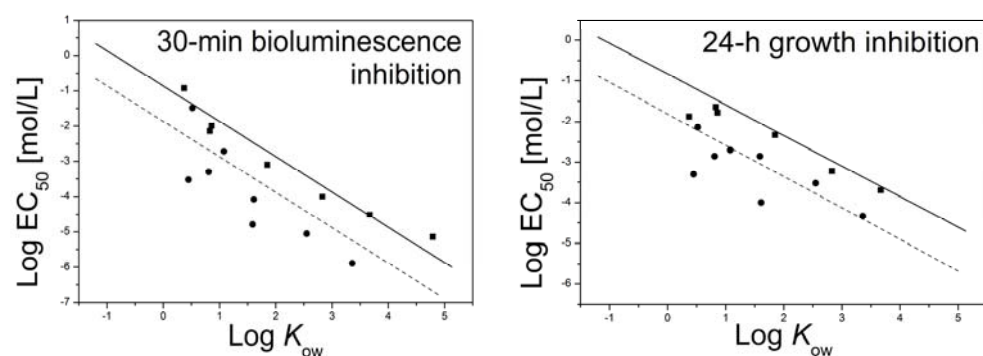 30-min bioluminescence
inhibition
Log EC50 [mol/L]
1
0
-1
-2
-3
-4
-5
-6
-7
-1 0 1 2 3 4 5
Log Kow
24-h growth inhibition
Log EC50 [mol/L]
0
-1
-2
-3
-4
-5
-6
-1 0 1 2 3 4 5
Log Kow